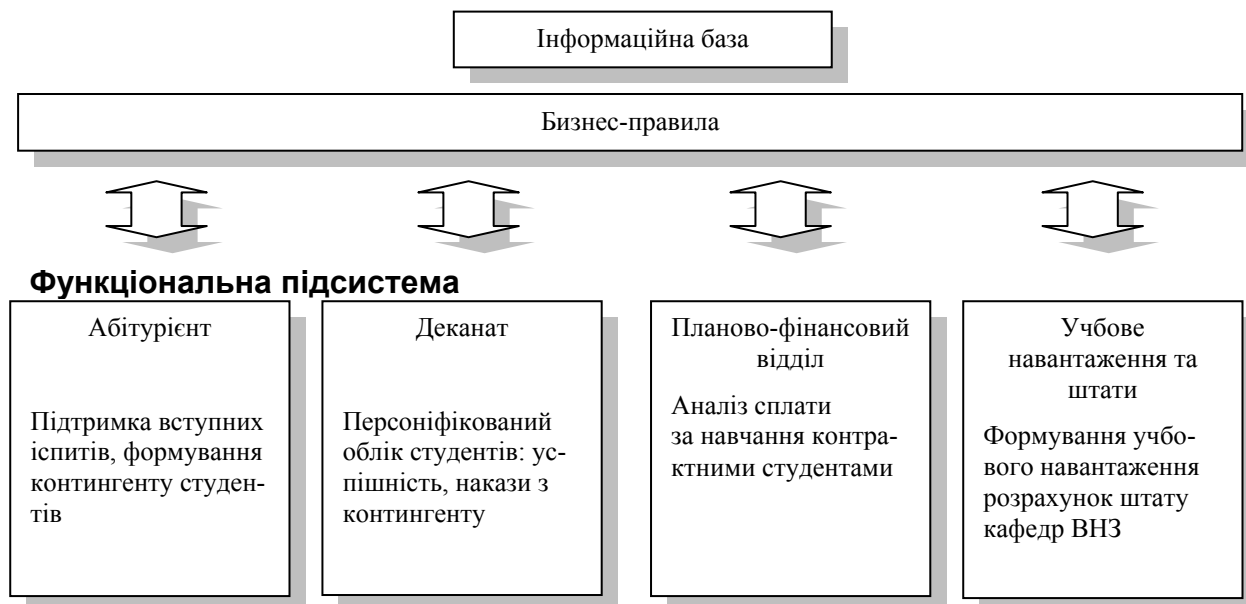 Інформаційна база
Бизнес-правила
Функціональна підсистема
Абітурієнт
Підтримка вступних
іспитів, формування
контингенту студен-
тів
Деканат
Персоніфікований
облік студентів: ус-
пішність, накази з
контингенту
Планово-фінансовий
відділ
Аналіз сплати
за навчання контра-
ктними студентами
Учбове
навантаження та
штати
Формування учбо-
вого навантаження
розрахунок штату
кафедр ВНЗ